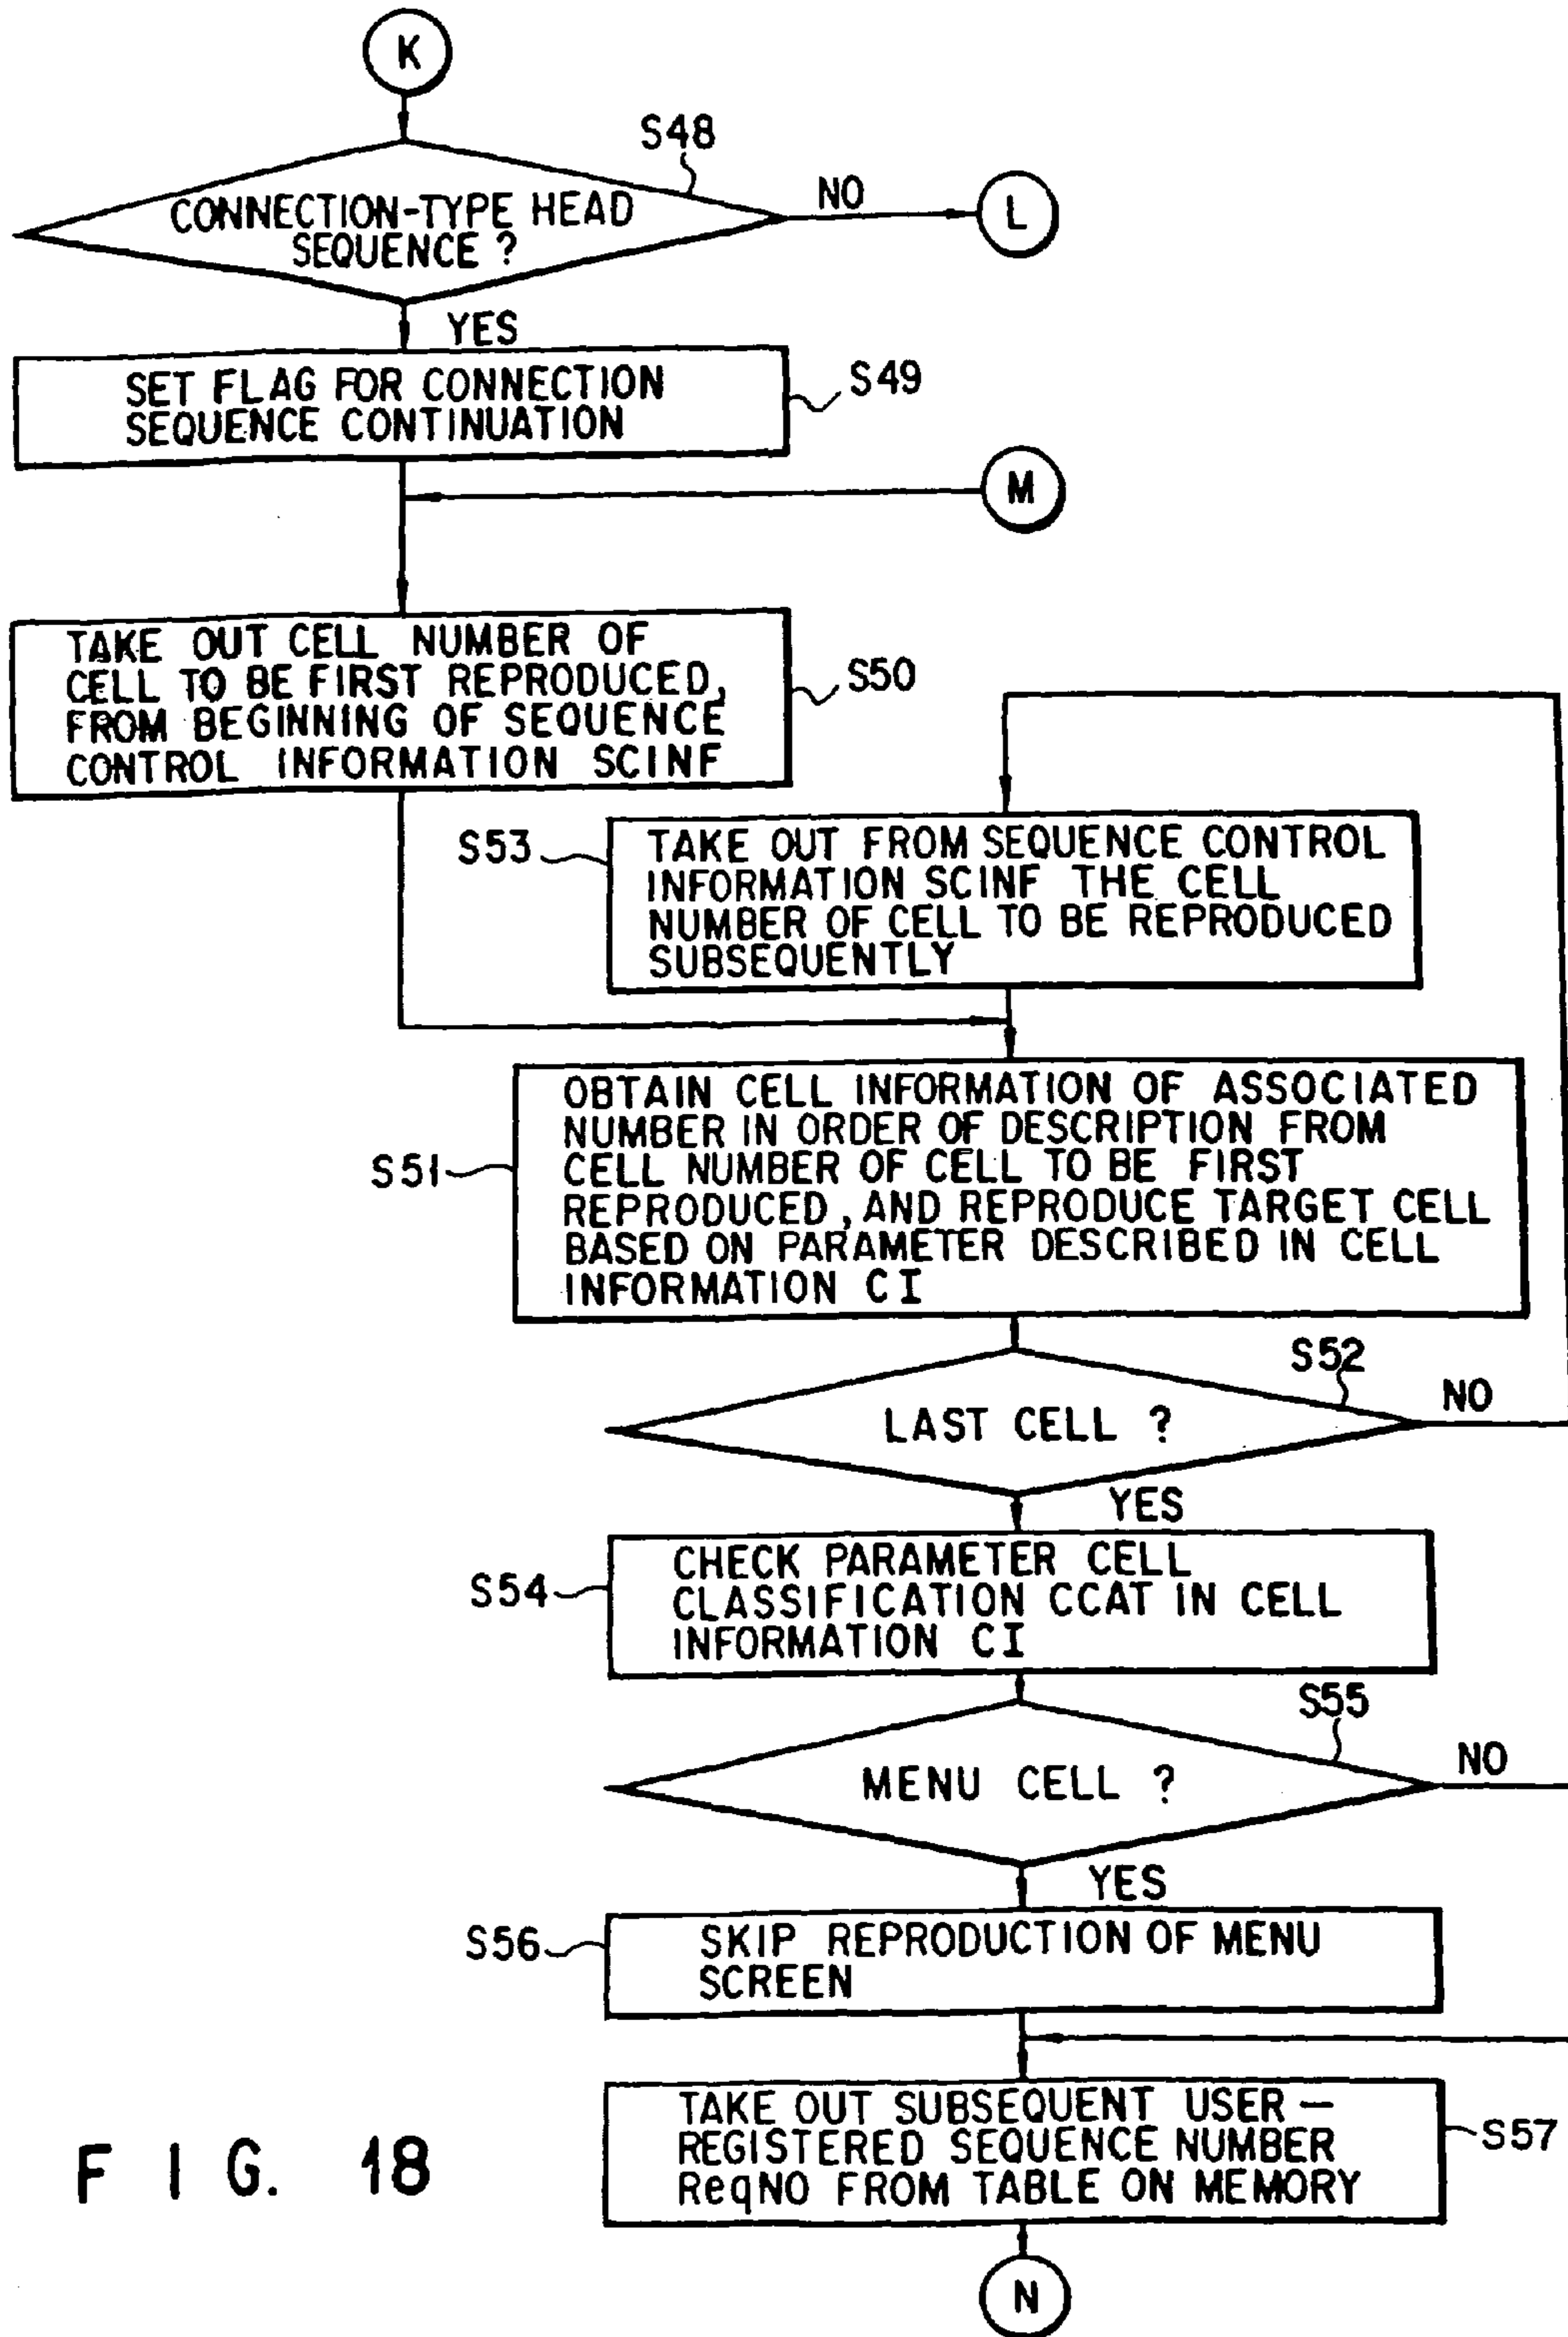 K
S48
CONNECTION-TYPE HEAD
SEQUENCE ?
NO
L
YES
SET FLAG FOR CONNECTION
SEQUENCE CONTINUATION
S49
M
TAKE OUT CELL NUMBER OF
CELL TO BE FIRST REPRODUCED,
FROM BEGINNING OF SEQUENCE
CONTROL INFORMATION SCINF
S50
S53
TAKE OUT FROM SEQUENCE CONTROL
INFORMATION SCINF THE CELL
NUMBER OF CELL TO BE REPRODUCED
SUBSEQUENTLY
S51
OBTAIN CELL INFORMATION OF ASSOCIATED
NUMBER IN ORDER OF DESCRIPTION FROM
CELL NUMBER OF CELL TO BE FIRST
REPRODUCED, AND REPRODUCE TARGET CELL
BASED ON PARAMETER DESCRIBED IN CELL
INFORMATION CI
S52
LAST CELL ?
NO
YES
S54
CHECK PARAMETER CELL
CLASSIFICATION CCAT IN CELL
INFORMATION CI
S55
MENU CELL ?
NO
YES
S56
SKIP REPRODUCTION OF MENU
SCREEN
TAKE OUT SUBSEQUENT USER-
REGISTERED SEQUENCE NUMBER
ReqNO FROM TABLE ON MEMORY
S57
N
FIG. 18